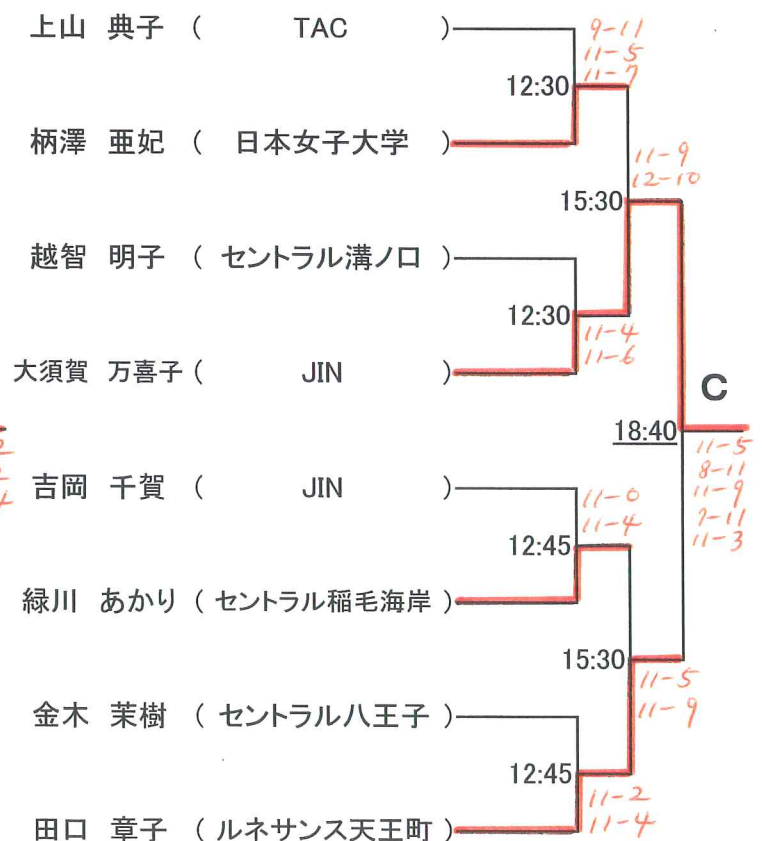 上山 典子 ( TAC )
9-11
11-5
11-7
12:30
柄澤 亜妃 ( 日本女子大学 )
11-9
12-10
15:30
越智 明子 ( セントラル溝ノ口 )
12:30
11-4
11-6
大須賀 万喜子 ( JIN )
C
18:40
11-5
8-11
11-9
7-11
11-3
吉岡 千賀 ( JIN )
11-0
11-4
12:45
緑川 あかり ( セントラル稲毛海岸 )
15:30
11-5
11-9
金木 茉樹 ( セントラル八王子 )
12:45
11-2
11-4
田口 章子 ( ルネサンス天王町 )